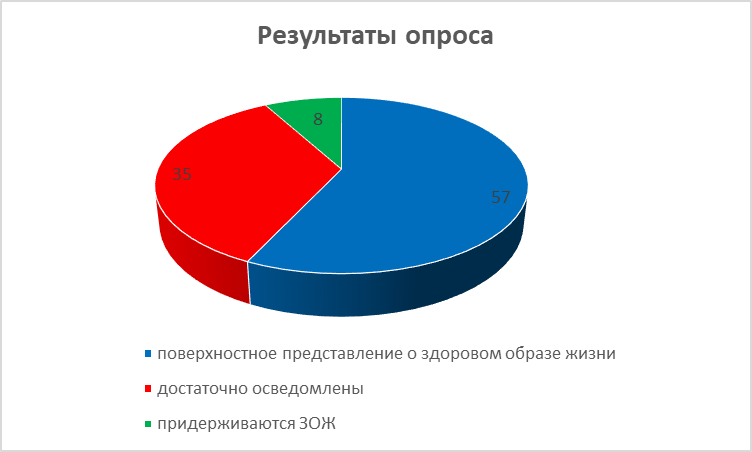 Результаты опроса
8
35
57
поверхностное представление о здоровом образе жизни
достаточно осведомлены
придерживаются ЗОЖ